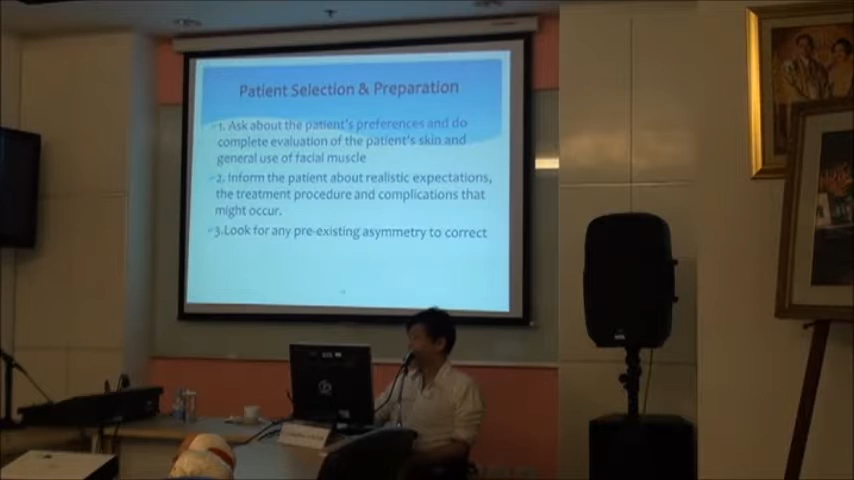 Patient Selection & Preparation
1. Ask about the patient's preferences and do
complete evaluation of the patient's skin and
general use of facial muscle
2. Inform the patient about realistic expectations,
the treatment procedure and complications that
might occur.
3.Look for any pre-existing asymmetry to correct